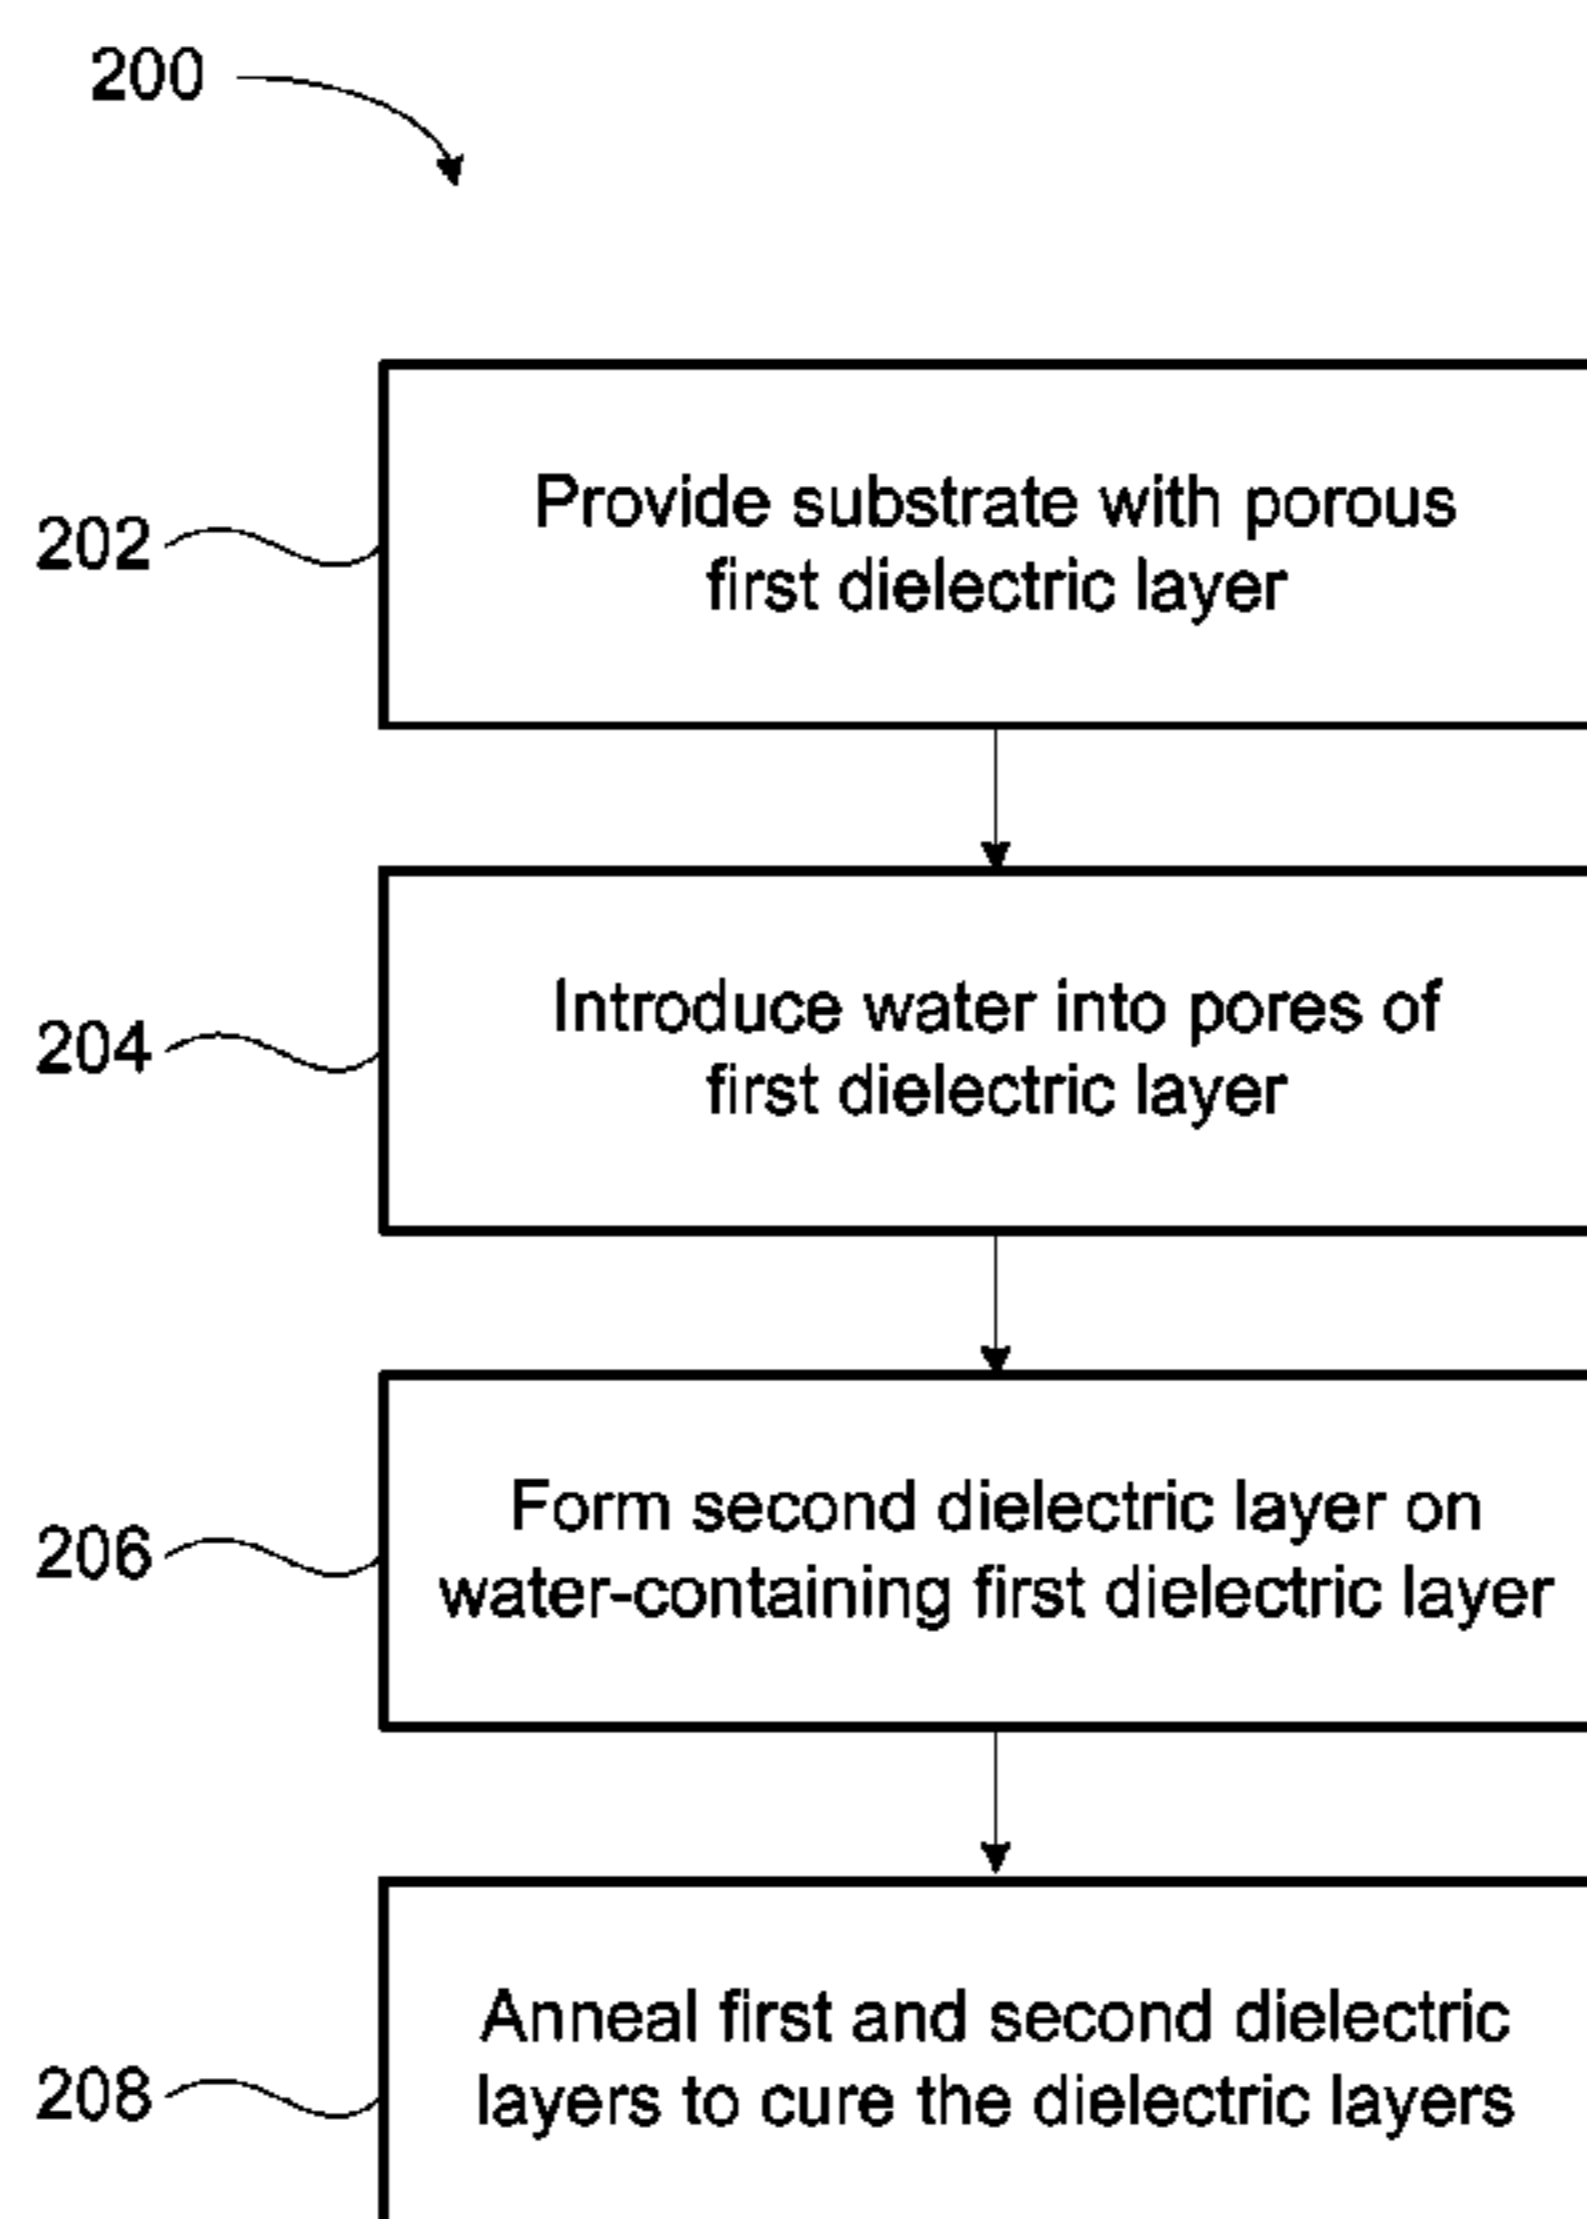 200
202
Provide substrate with porous
first dielectric layer
204
Introduce water into pores of
first dielectric layer
206
Form second dielectric layer on
water-containing first dielectric layer
208
Anneal first and second dielectric
layers to cure the dielectric layers